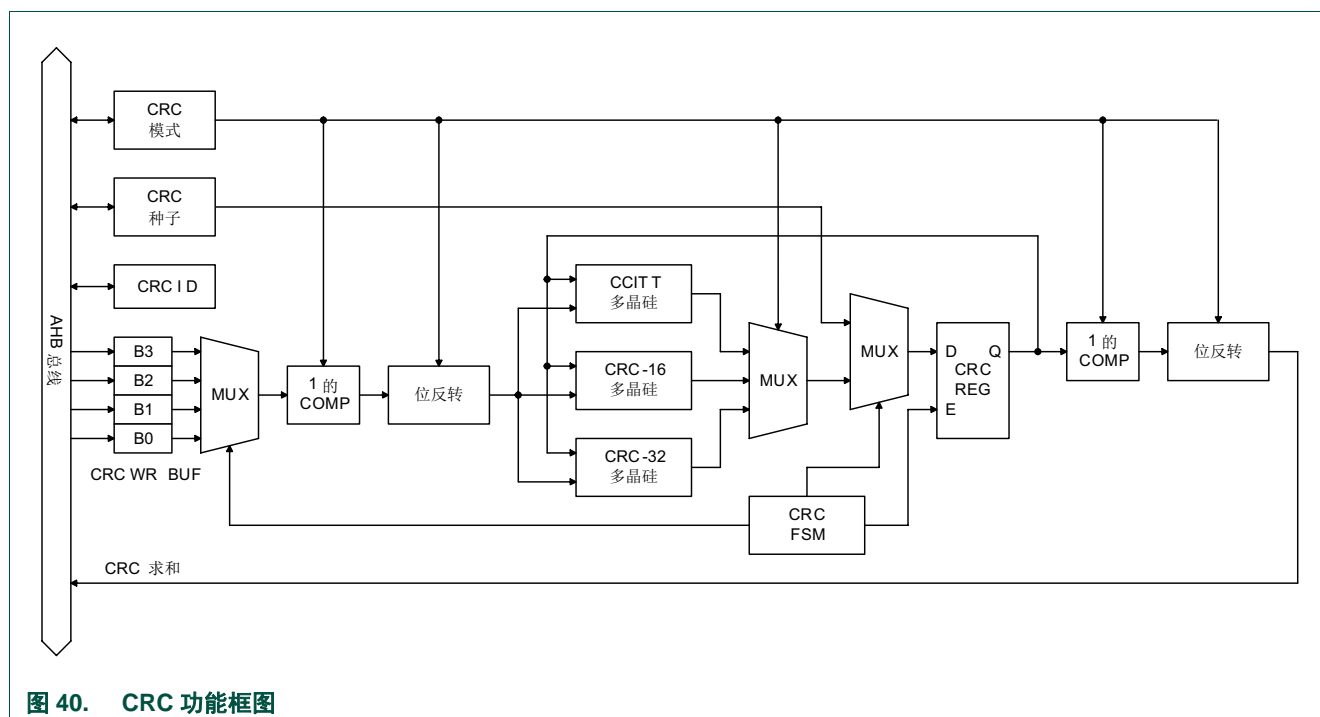 CRC
模式
CRC
种子
CRC I D
AHB 总线
B3
B2
B1
B0
CRC WR BUF
MUX
1 的
COMP
位反转
CCIT T
多晶硅
CRC-16
多晶硅
CRC-32
多晶硅
MUX
MUX
D Q
CRC
REG
E
1 的
COMP
位反转
CRC
FSM
CRC 求和
图 40. CRC 功能框图